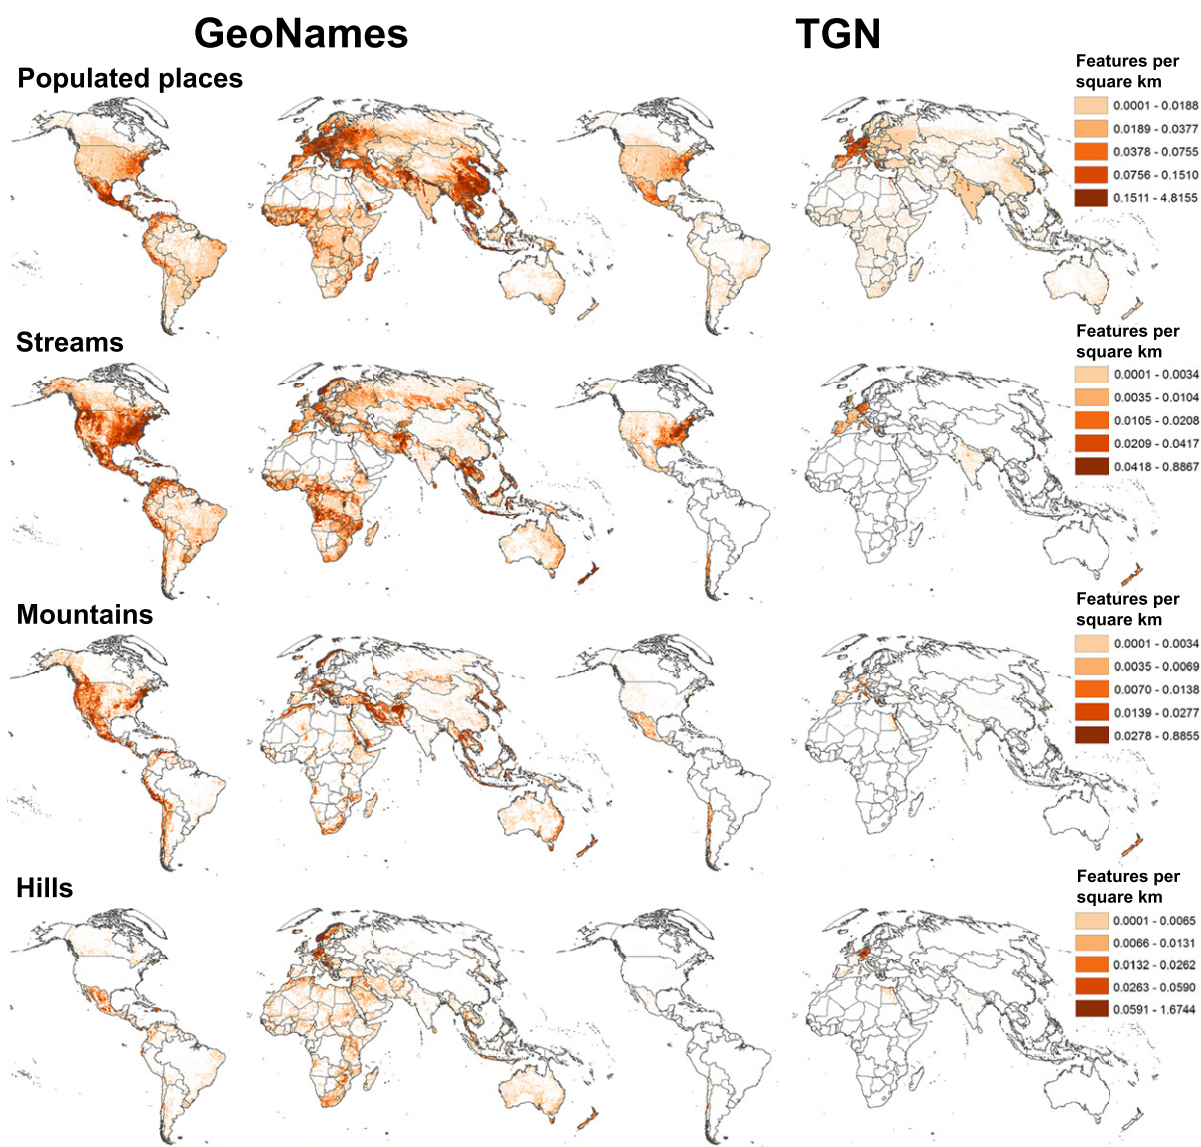 GeoNames
TGN
Populated places
Features per
square km
0.0001 - 0.0188
0.0189 - 0.0377
0.0378 - 0.0755
0.0756 - 0.1510
0.1511 - 4.8155
Streams
Features per
square km
0.0001 - 0.0034
0.0035 - 0.0104
0.0105 - 0.0208
0.0209 - 0.0417
0.0418 - 0.8867
Mountains
Features per
square km
0.0001 - 0.0034
0.0035 - 0.0069
0.0070 - 0.0138
0.0139 - 0.0277
0.0278 - 0.8855
Hills
Features per
square km
0.0001 - 0.0065
0.0066 - 0.0131
0.0132 - 0.0262
0.0263 - 0.0590
0.0591 - 1.6744